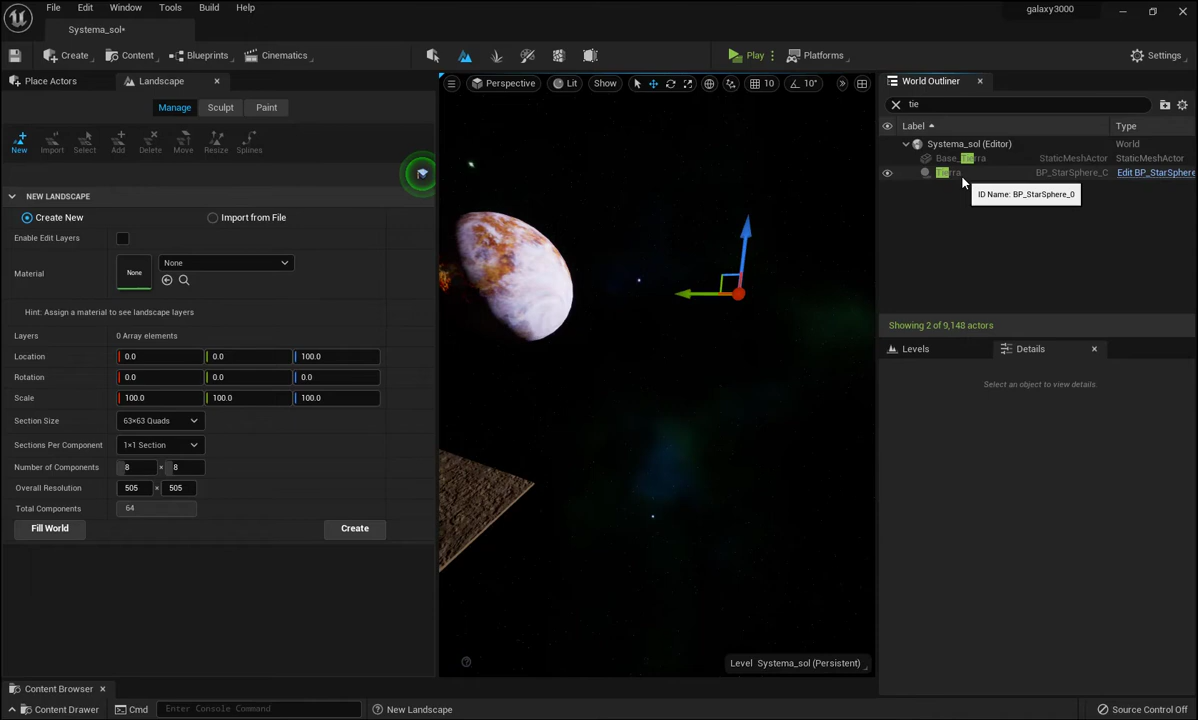 File Edit Window Tools Build Help
galaxy3000
Systema_sol•
Create Content Blueprints Cinematics Play Platforms Settings
Place Actors Landscape
Manage Sculpt Paint
New Import Select Add Delete Move Resize Splines
NEW LANDSCAPE
Create New Import from File
Enable Edit Layers
Material None None
Hint: Assign a material to see landscape layers
Layers 0 Array elements
Location 0.0 0.0 100.0
Rotation 0.0 0.0 0.0
Scale 100.0 100.0 100.0
Section Size 63×63 Quads
Sections Per Component 1×1 Section
Number of Components 8 × 8
Overall Resolution 505 × 505
Total Components 64
Fill World Create
Perspective Lit Show 10 10°
Level Systema_sol (Persistent)
World Outliner
tie
Label Type
Systema_sol (Editor) World
Base_Tierra StaticMeshActor StaticMeshActor
Tierra BP_StarSphere_C Edit BP_StarSphere
ID Name: BP_StarSphere_0
Showing 2 of 9,148 actors
Levels Details
Select an object to view details.
Content Browser
Content Drawer Cmd Enter Console Command New Landscape Source Control Off